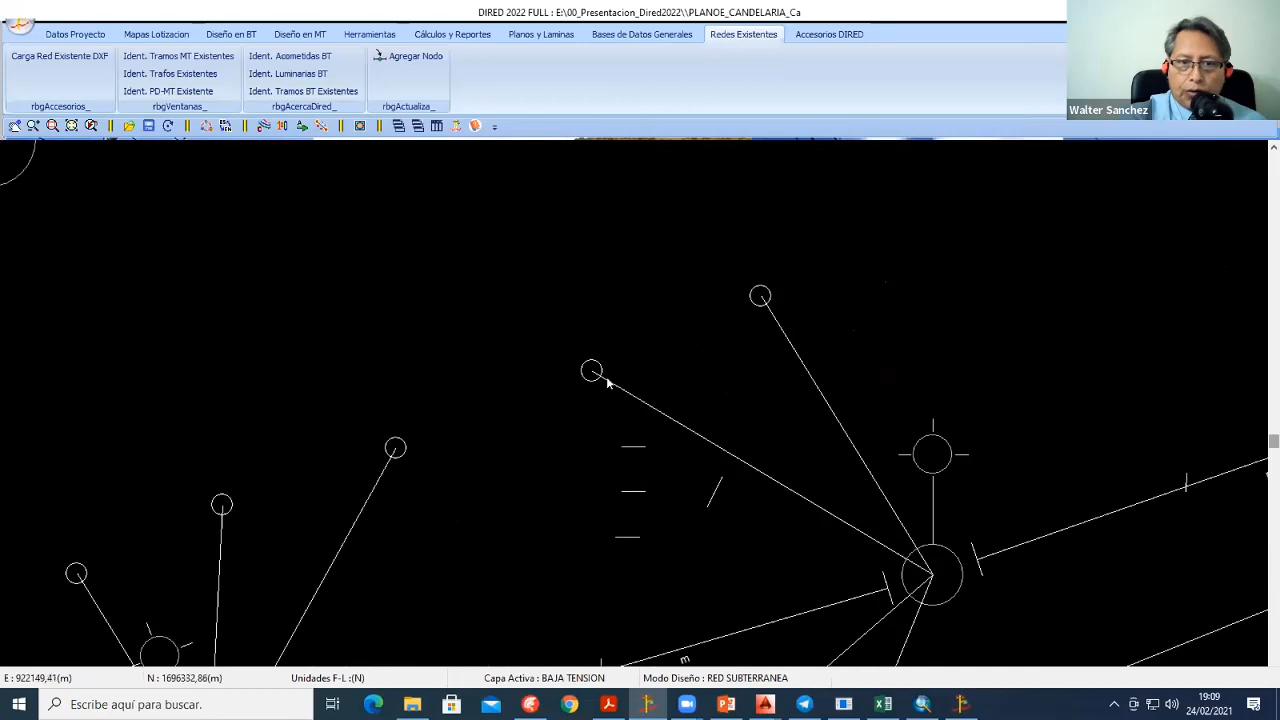 DIRED 2022 FULL : E:\00_Presentacion_Dired2022\\PLANOE_CANDELARIA_Ca
Datos Proyecto
Mapas Lotizacion
Diseño en BT
Diseño en MT
Herramientas
Cálculos y Reportes
Planos y Laminas
Bases de Datos Generales
Redes Existentes
Accesorios DIRED
Carga Red Existente DXF
Ident. Tramos MT Existentes
Ident. Acometidas BT
Agregar Nodo
Ident. Trafos Existentes
Ident. Luminarias BT
Ident. PD-MT Existente
Ident. Tramos BT Existentes
rbgAccesorios_
rbgVentanas_
rbgAcercaDired_
rbgActualiza_
Walter Sanchez
m
E : 922149,41(m)
N : 1696332,86(m)
Unidades F-L :(N)
Capa Activa : BAJA TENSION
Modo Diseño : RED SUBTERRANEA
Escribe aquí para buscar.
19:09
24/02/2021